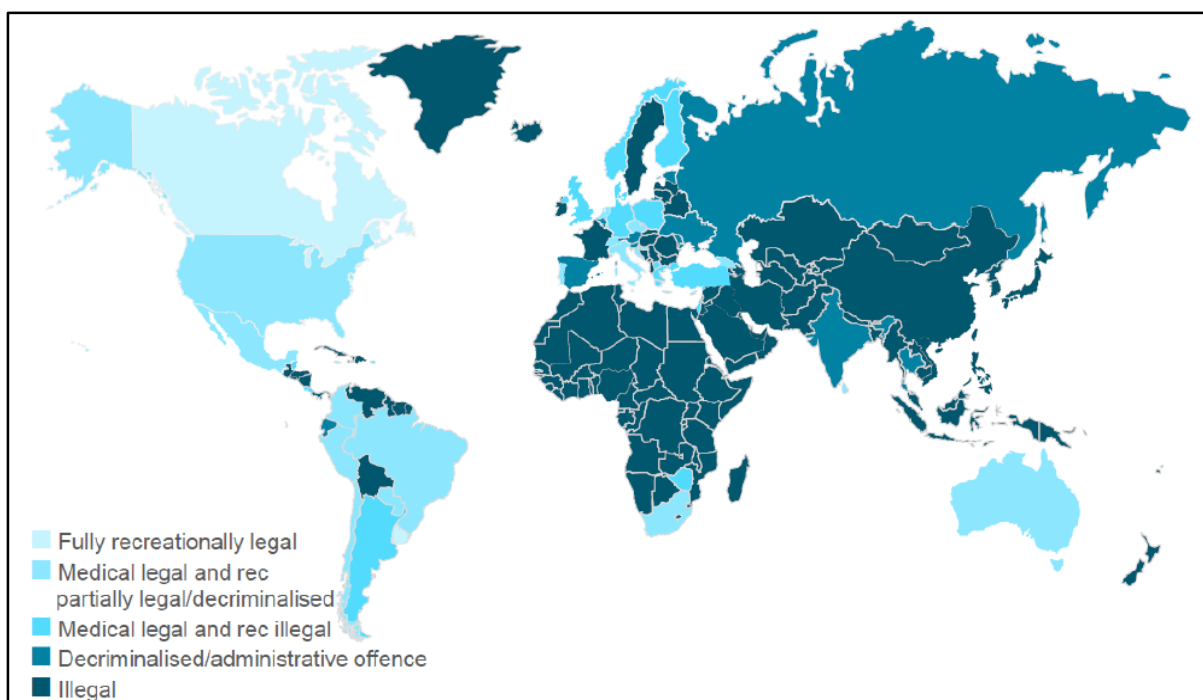 Fully recreationally legal
Medical legal and rec
partially legal/decriminalised
Medical legal and rec illegal
Decriminalised/administrative offence
Illegal